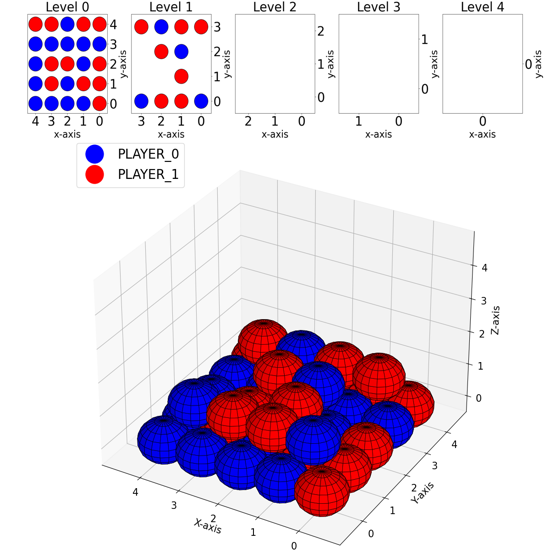 Level 0 Level 1 Level 2 Level 3 Level 4
4 3 2 1 0 y-axis
3 2 1 0 y-axis
2 1 0 y-axis
1 0 y-axis
0 y-axis
4 3 2 1 0
3 2 1 0
2 1 0
1 0
0
x-axis x-axis x-axis x-axis x-axis
PLAYER_0
PLAYER_1
4 3 2 1 0
Z-axis
4 3 2 1 0
Y-axis
4 3 2 1 0
X-axis